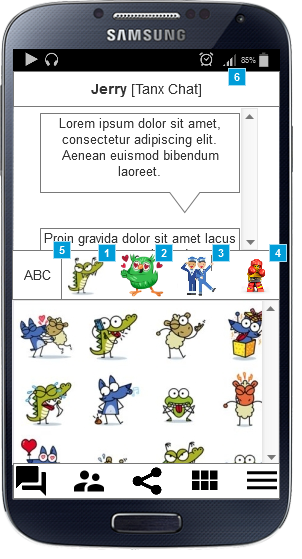 SAMSUNG
85%
6
Jerry [Tanx Chat]
Lorem ipsum dolor sit amet,
consectetur adipiscing elit.
Aenean euismod bibendum
laoreet.
Proin gravida dolor sit amet lacus
5
1
2
3
4
ABC